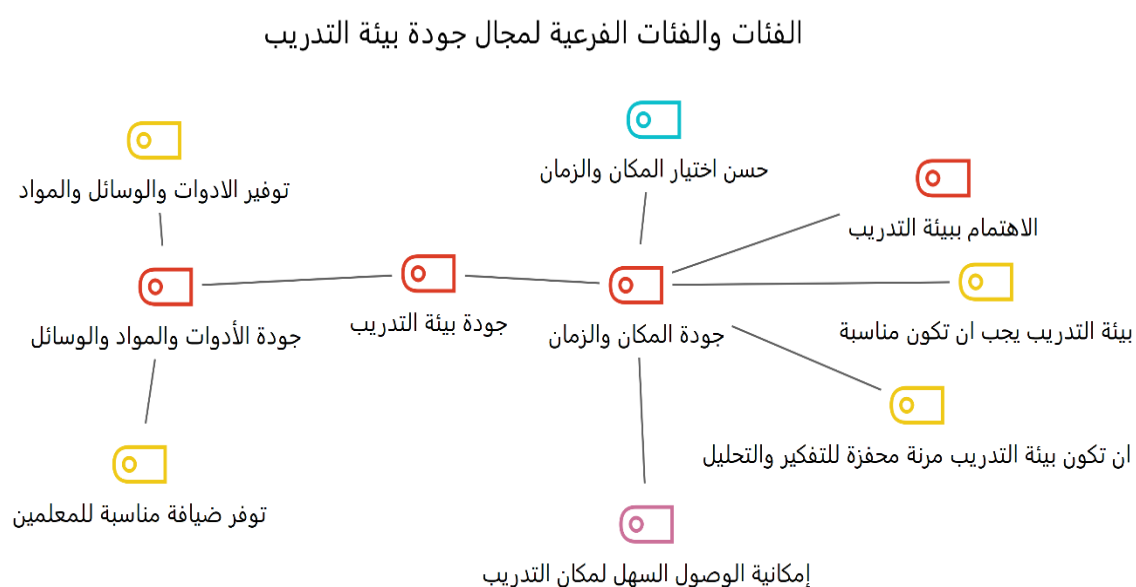 الفئات والفئات الفرعية لمجال جودة بيئة التدريب
حسن اختيار المكان والزمان
توفير الادوات والوسائل والمواد
الاهتمام ببيئة التدريب
بيئة التدريب يجب ان تكون مناسبة
جودة المكان والزمان
جودة بيئة التدريب
جودة الأدوات والمواد والوسائل
ان تكون بيئة التدريب مرنة محفزة للتفكير والتحليل
توفر ضيافة مناسبة للمعلمين
إمكانية الوصول السهل لمكان التدريب